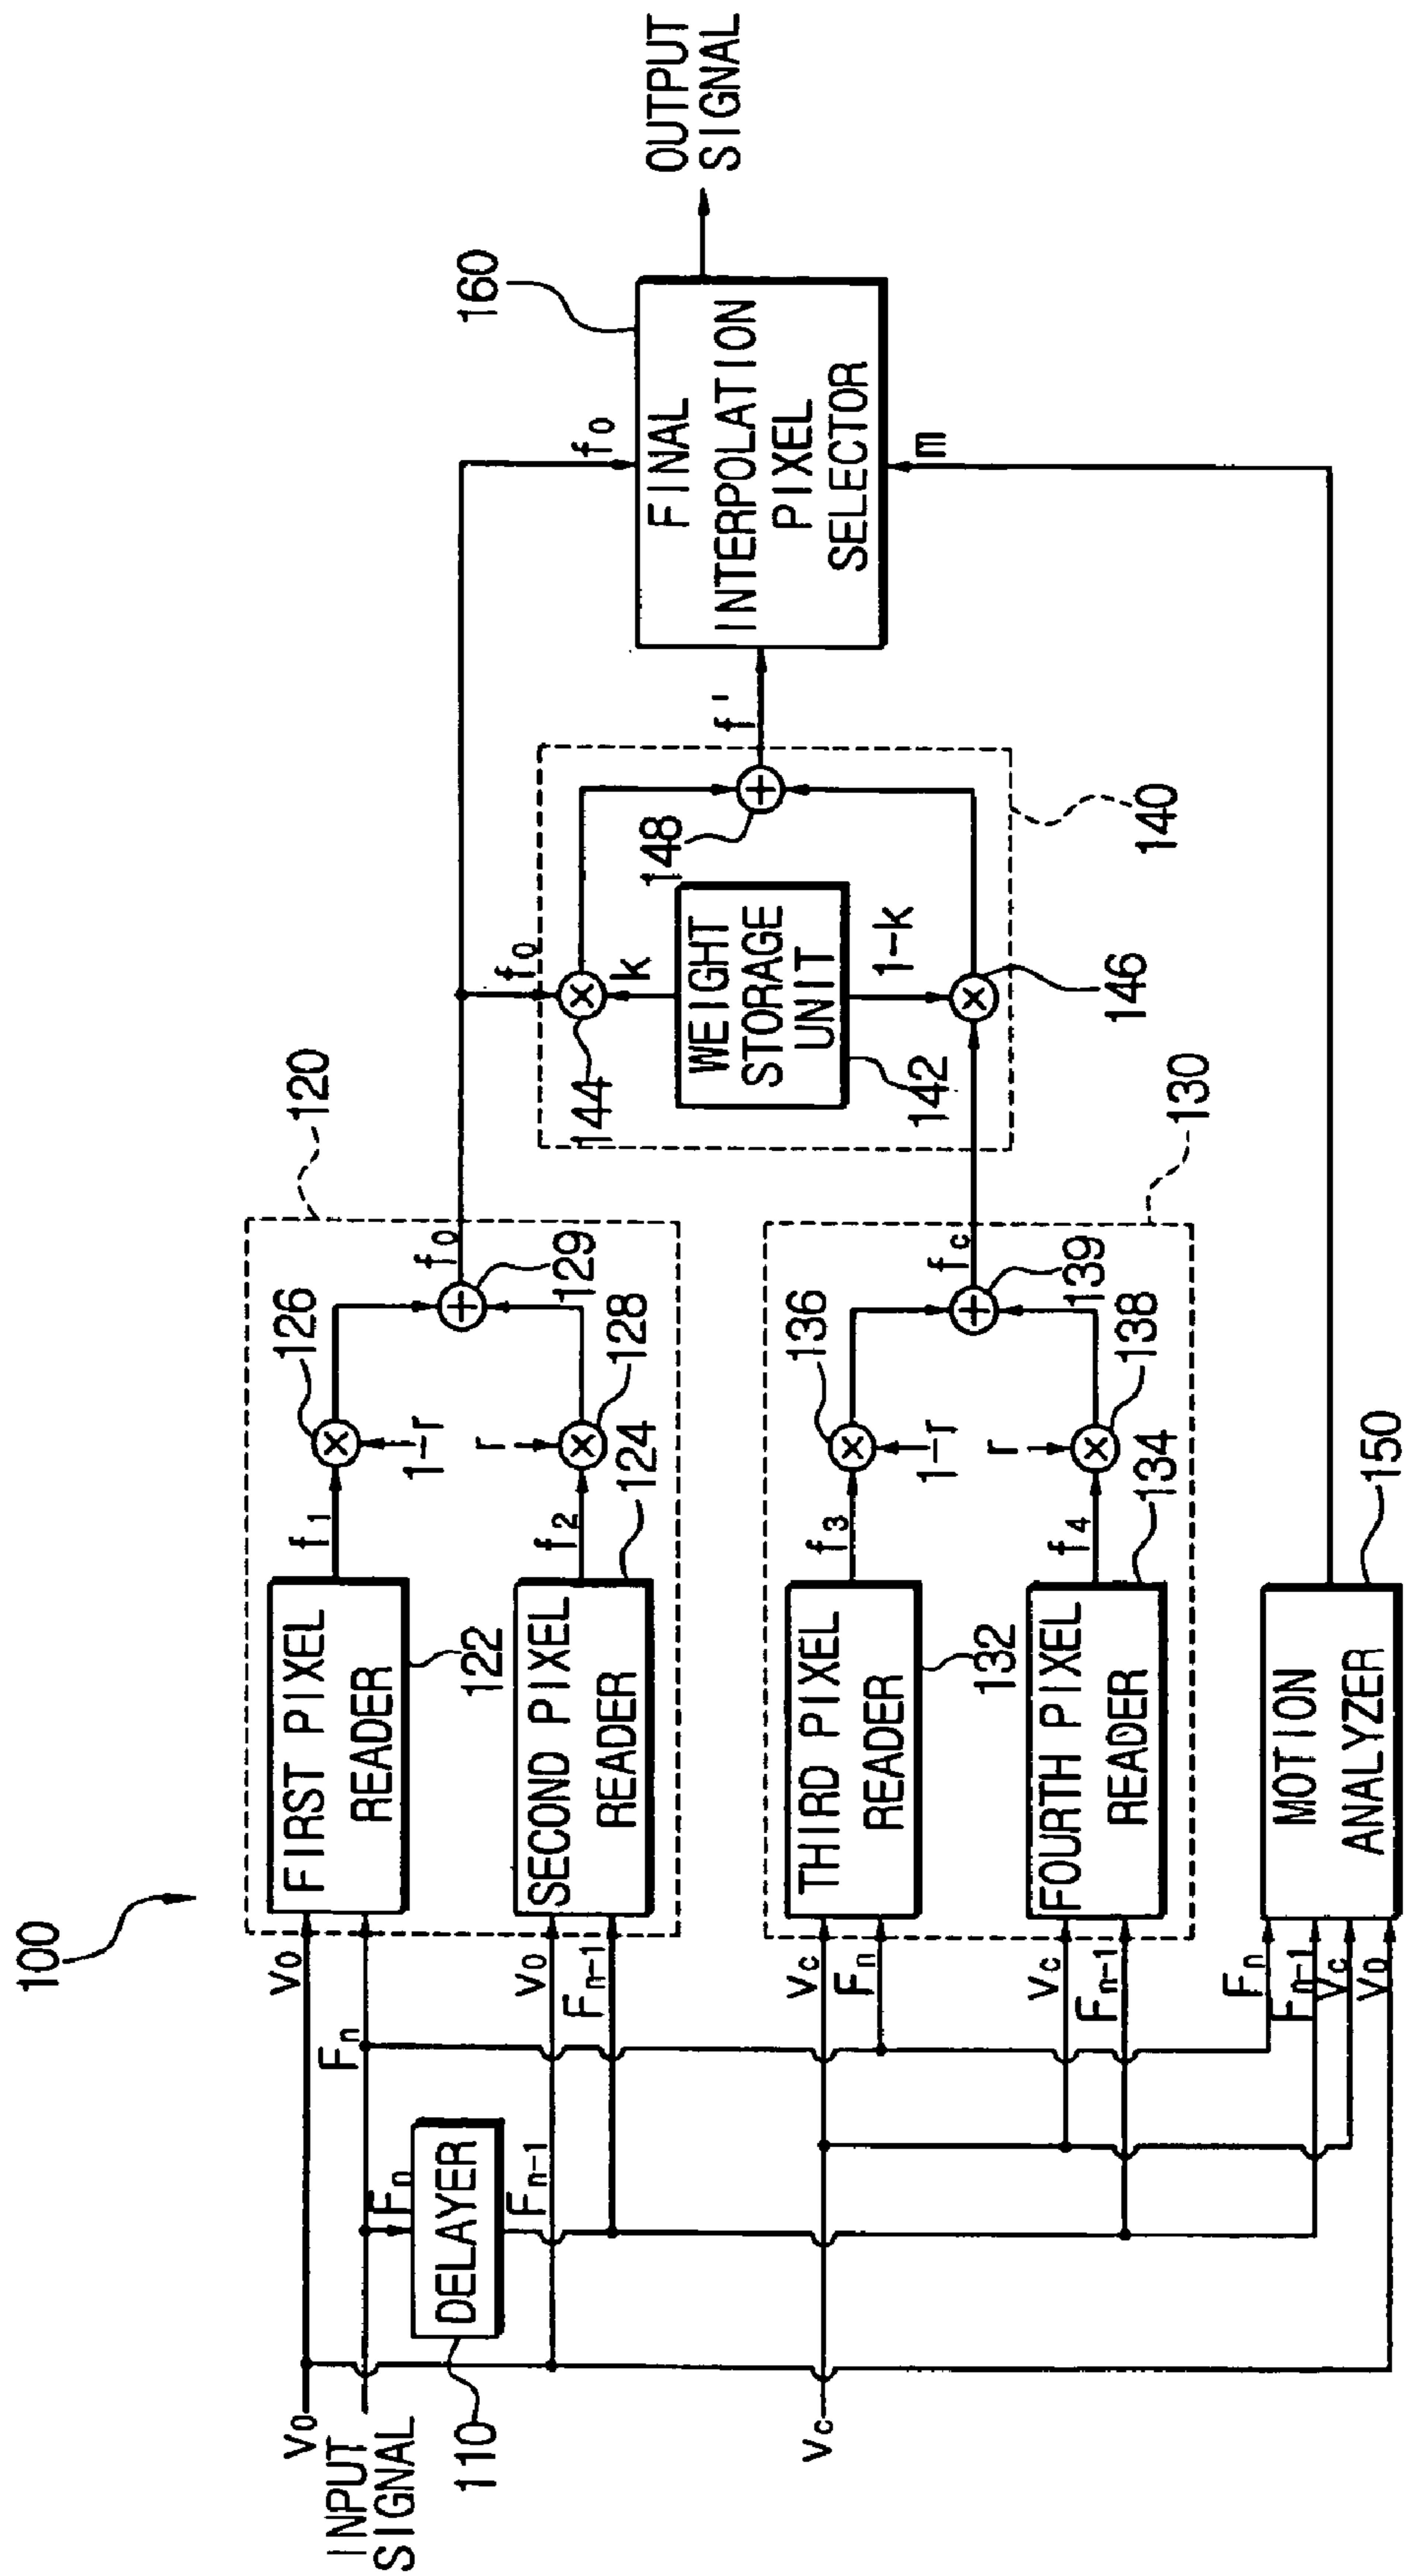 100
V0
INPUT
SIGNAL
Fn
V0
Fn
DELAYER
110
Fn-1
V0
Fn-1
FIRST PIXEL
READER
122
f1
126
1-r
SECOND PIXEL
READER
124
f2
r
128
129
f0
120
Vc
Vc
Fn
THIRD PIXEL
READER
132
f3
136
1-r
Vc
Fn-1
FOURTH PIXEL
READER
134
f4
r
138
139
fc
130
Fn
Fn-1
Vc
V0
MOTION
ANALYZER
150
f0
144
k
WEIGHT
STORAGE
UNIT
142
1-k
146
148
140
f'
f0
m
FINAL
INTERPOLATION
PIXEL
SELECTOR
160
OUTPUT
SIGNAL